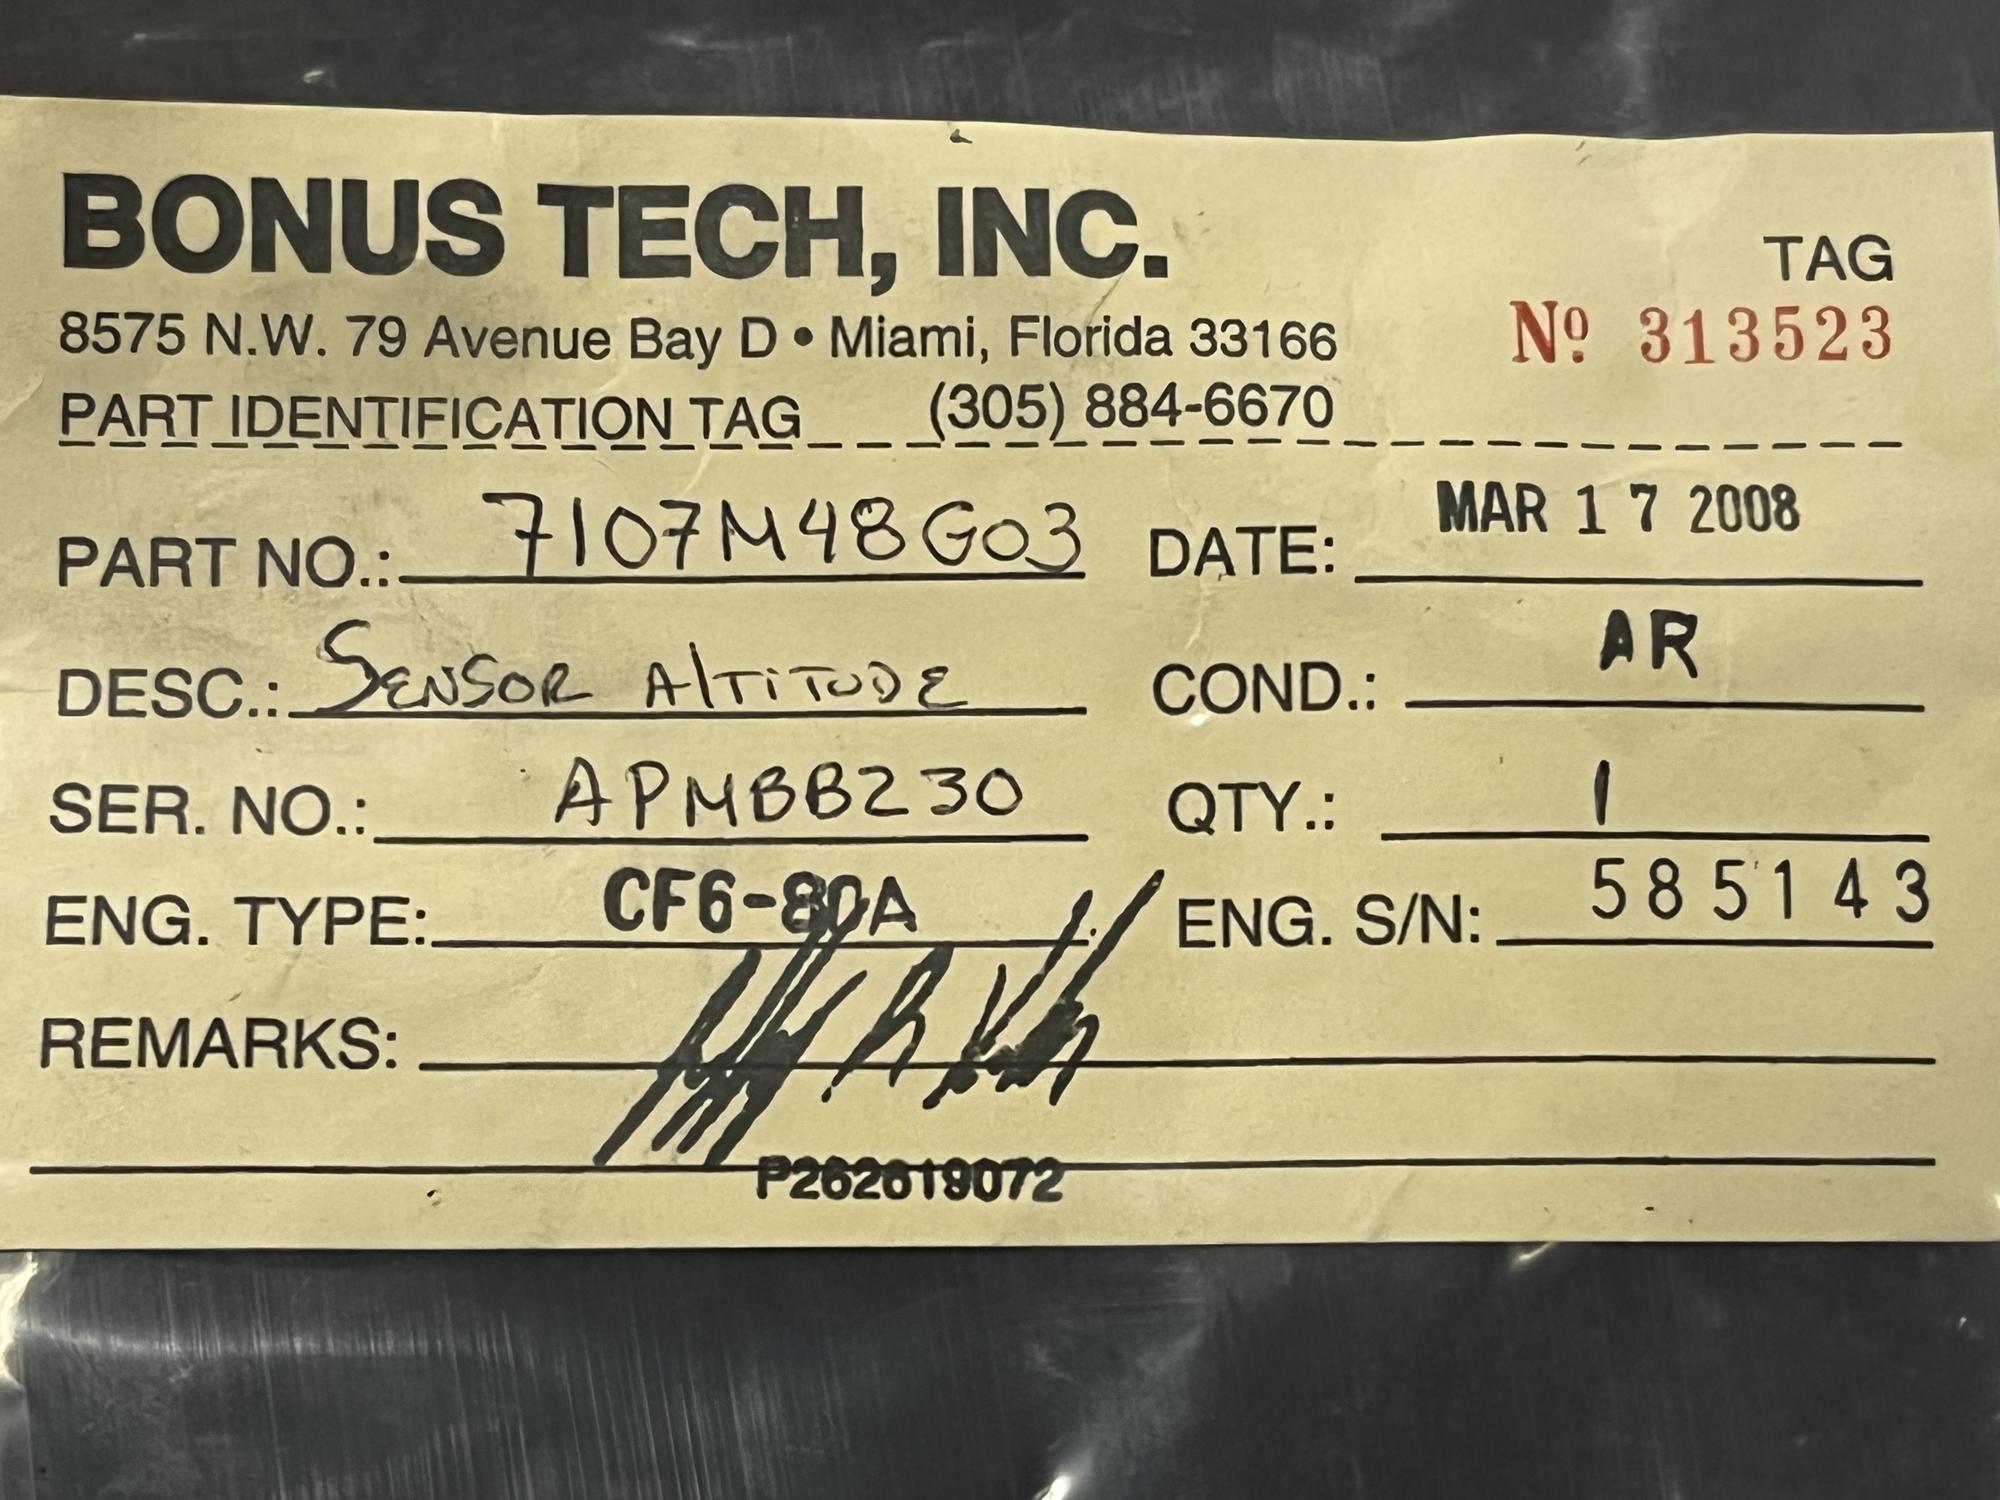 BONUS TECH, INC.
TAG
8575 N.W. 79 Avenue Bay D • Miami, Florida 33166
Nº 313523
PART IDENTIFICATION TAG (305) 884-6670
PART NO.: 7107M48G03 DATE: MAR 17 2008
DESC.: SENSOR AlTiTUDE COND.: AR
SER. NO.: APMBB230 QTY.: 1
ENG. TYPE: CF6-80A ENG. S/N: 585143
REMARKS:
P262619072